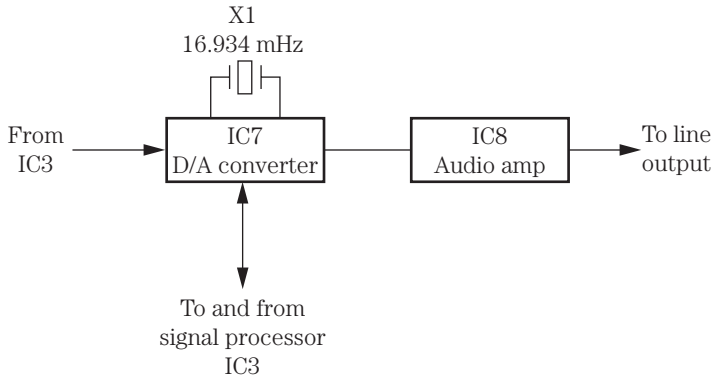 X1
16.934 mHz
From
IC3
IC7
D/A converter
IC8
Audio amp
To line
output
To and from
signal processor
IC3